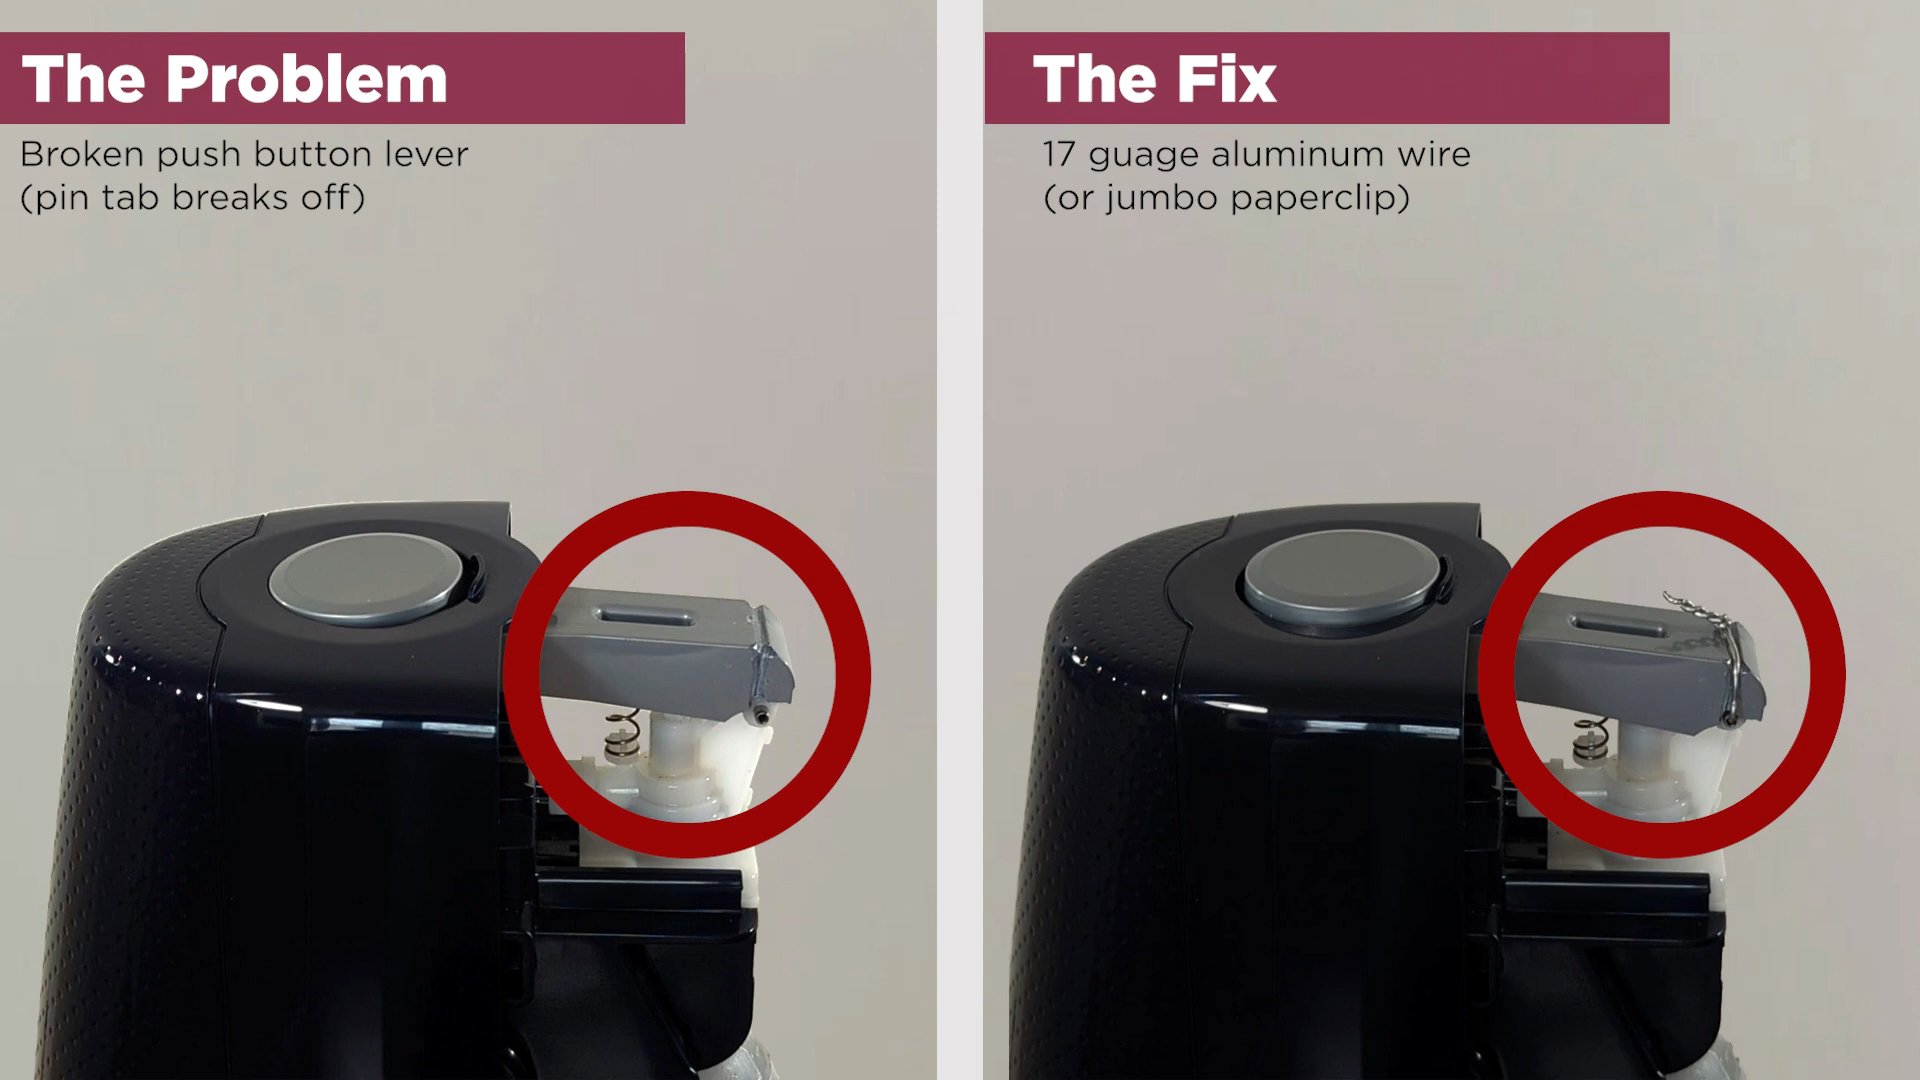 The Problem
Broken push button lever
(pin tab breaks off)
The Fix
17 guage aluminum wire
(or jumbo paperclip)